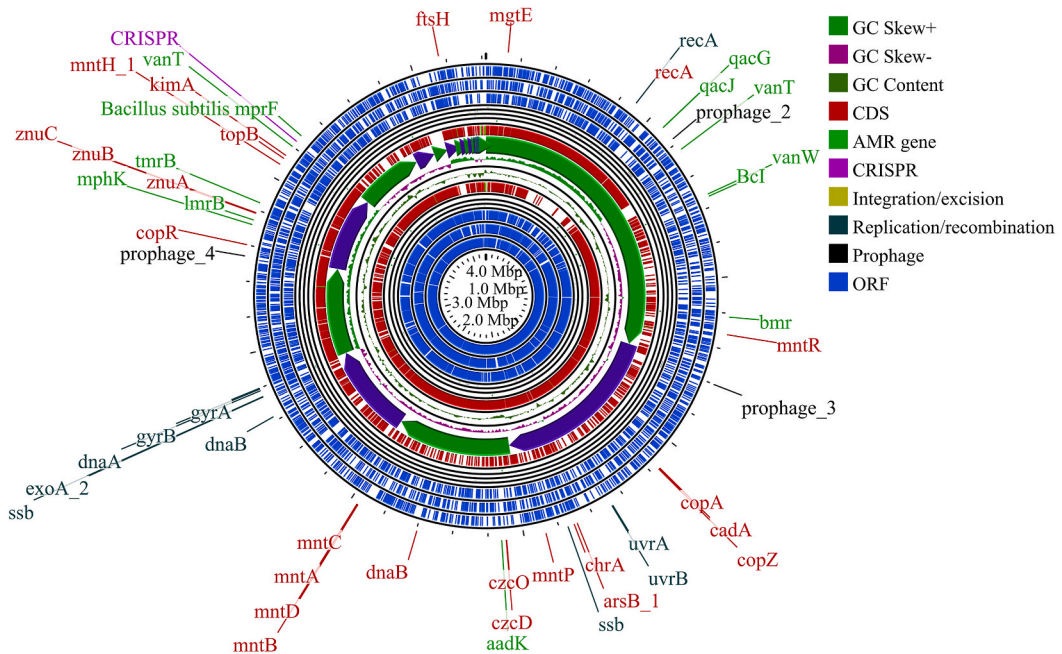 ftsH
mgtE
CRISPR
vanT
mntH_1
kimA
Bacillus subtilis mprF
topB
znuC
znuB
tmrB
mphK
znuA
lmrB
copR
prophage_4
recA
recA
qacG
qacJ
vanT
prophage_2
vanW
BcI
bmr
mntR
prophage_3
4.0 Mbp
1.0 Mbp
3.0 Mbp
2.0 Mbp
gyrA
gyrB
dnaB
dnaA
exoA_2
ssb
mntC
mntA
mntD
mntB
dnaB
czcO
czcD
aadK
mntP
chrA
arsB_1
ssb
uvrA
uvrB
copA
cadA
copZ
GC Skew+
GC Skew-
GC Content
CDS
AMR gene
CRISPR
Integration/excision
Replication/recombination
Prophage
ORF